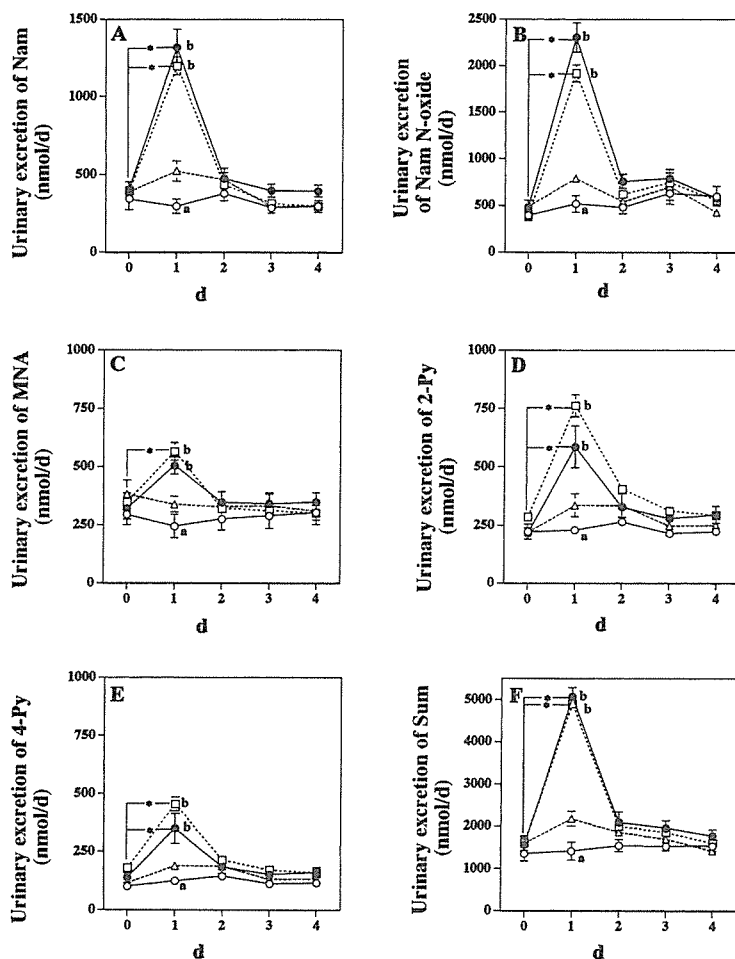 A
Urinary excretion of Nam
(nmol/d)
1500
1000
500
0
* b
* b
a
0 1 2 3 4
d
B
Urinary excretion
of Nam N-oxide
(nmol/d)
2500
2000
1500
1000
500
0
* b
* b
a
0 1 2 3 4
d
C
Urinary excretion of MNA
(nmol/d)
1000
750
500
250
0
* b
b
a
0 1 2 3 4
d
D
Urinary excretion of 2-Py
(nmol/d)
1000
750
500
250
0
* b
* b
a
0 1 2 3 4
d
E
Urinary excretion of 4-Py
(nmol/d)
1000
750
500
250
0
* b
* b
a
0 1 2 3 4
d
F
Urinary excretion of Sum
(nmol/d)
5000
4000
3000
2000
1000
0
* b
* b
a
0 1 2 3 4
d